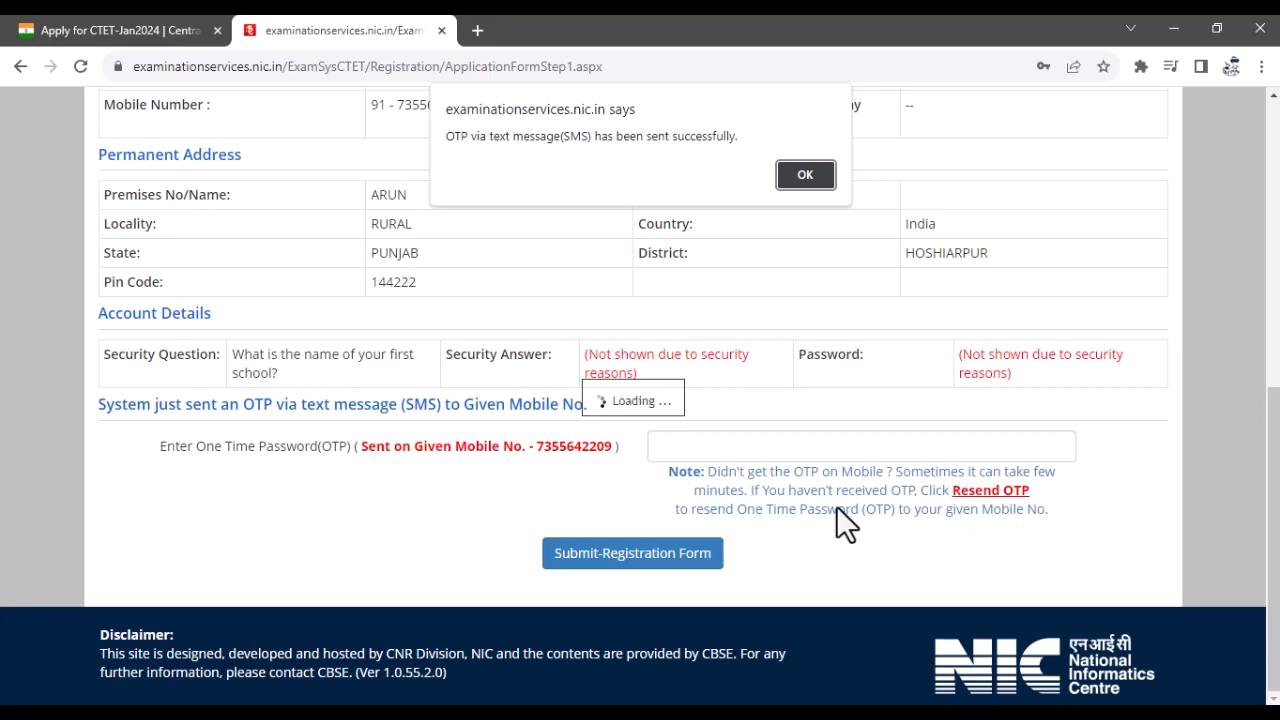 Apply for CTET-Jan2024 | Centra
examinationservices.nic.in/Exam
examinationservices.nic.in/ExamSysCTET/Registration/ApplicationFormStep1.aspx
examinationservices.nic.in says
OTP via text message(SMS) has been sent successfully.
OK
Mobile Number : 91 - 7355 --
Permanent Address
Premises No/Name: ARUN
Locality: RURAL Country: India
State: PUNJAB District: HOSHIARPUR
Pin Code: 144222
Account Details
Security Question: What is the name of your first school? Security Answer: (Not shown due to security reasons) Password: (Not shown due to security reasons)
Loading ...
System just sent an OTP via text message (SMS) to Given Mobile No.
Enter One Time Password(OTP) ( Sent on Given Mobile No. - 7355642209 )
Note: Didn't get the OTP on Mobile ? Sometimes it can take few
minutes. If You haven't received OTP, Click Resend OTP
to resend One Time Password (OTP) to your given Mobile No.
Submit-Registration Form
Disclaimer:
This site is designed, developed and hosted by CNR Division, NIC and the contents are provided by CBSE. For any
further information, please contact CBSE. (Ver 1.0.55.2.0)
NIC
एन आई सी
National
Informatics
Centre